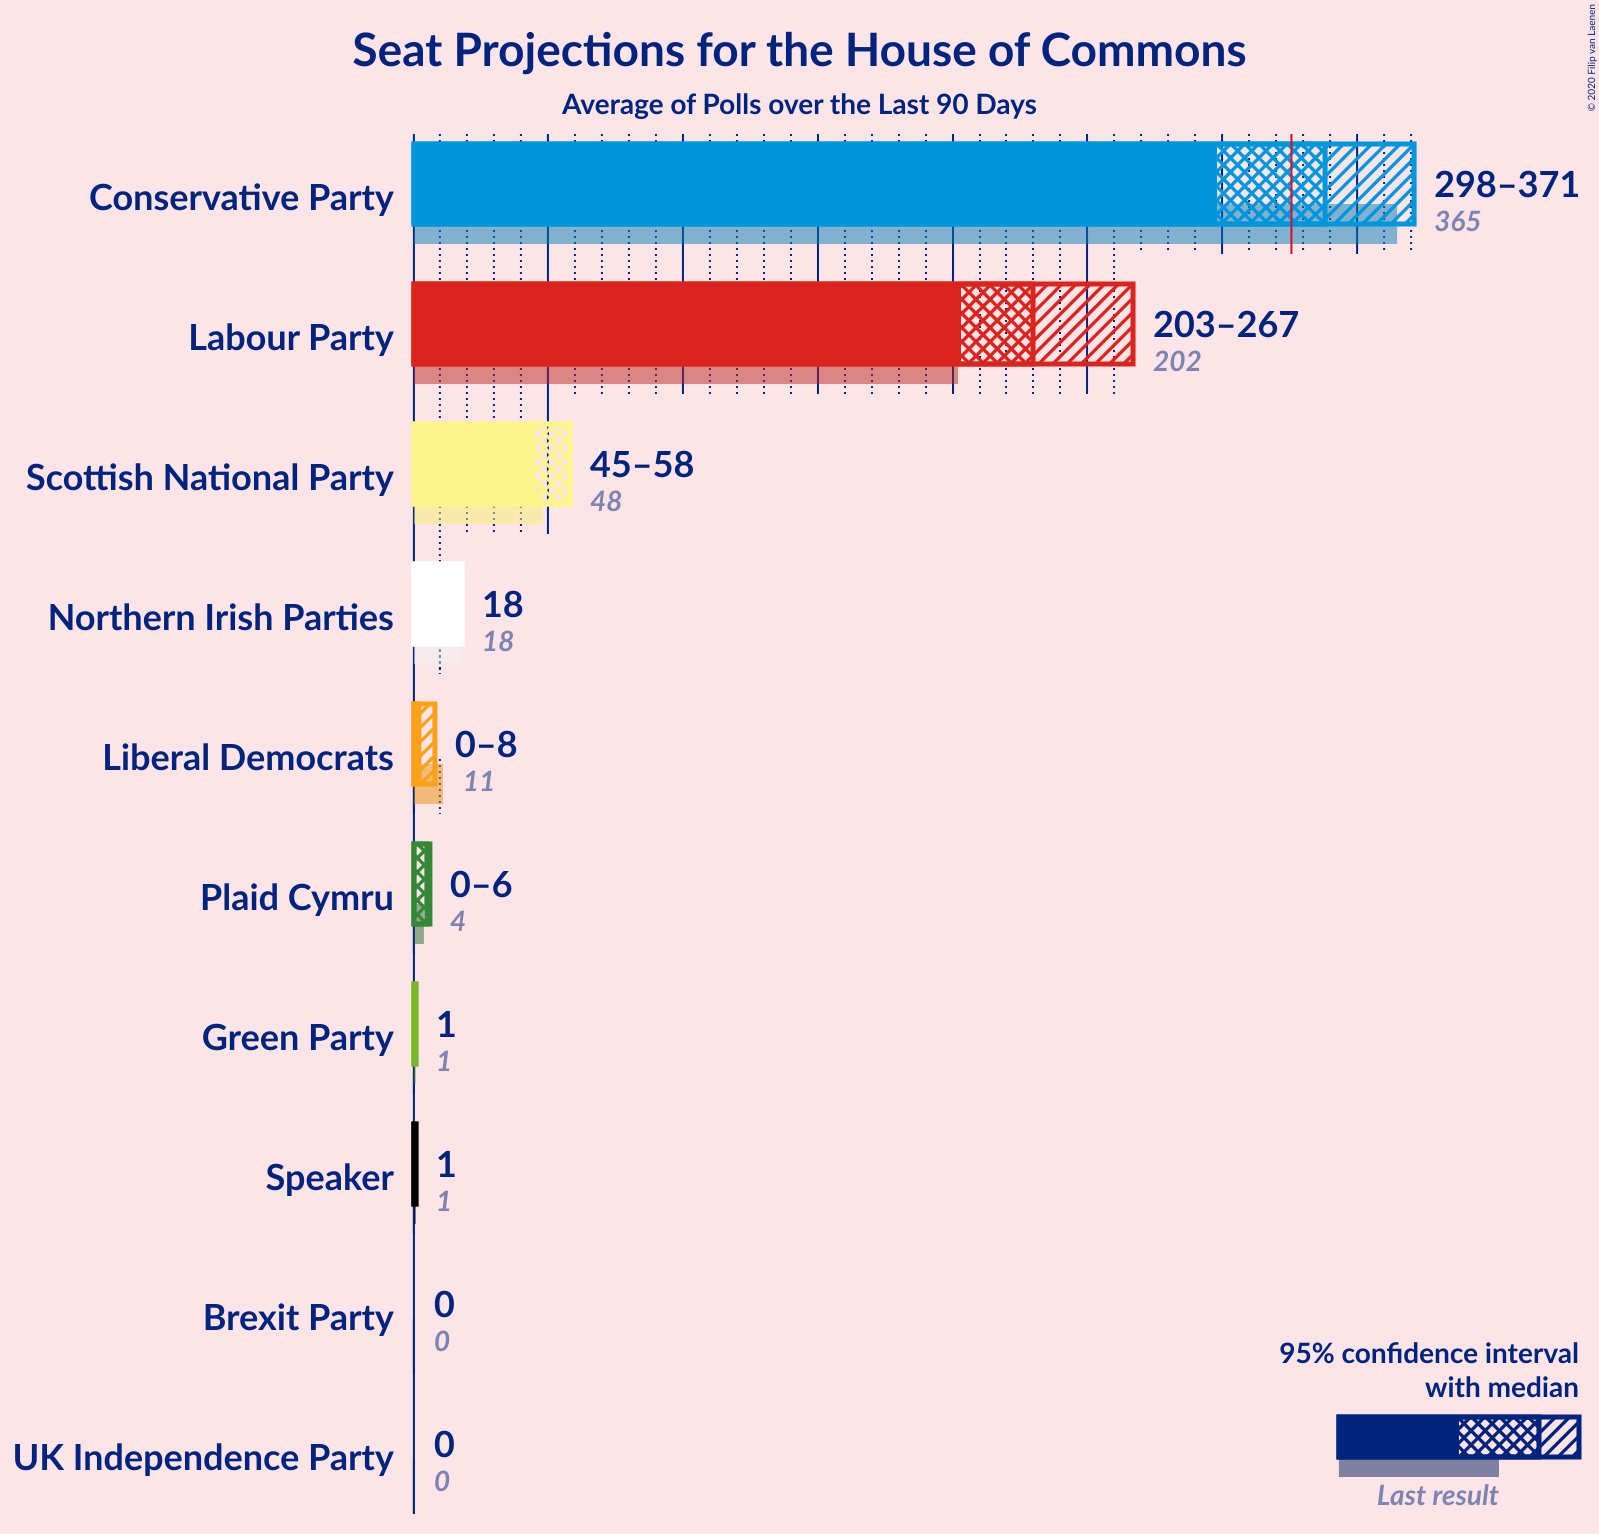 Seat Projections for the House of Commons
Average of Polls over the Last 90 Days
© 2020 Filip van Laenen
Conservative Party
298–371
365
Labour Party
203–267
202
Scottish National Party
45–58
48
Northern Irish Parties
18
18
Liberal Democrats
0–8
11
Plaid Cymru
0–6
4
Green Party
1
1
Speaker
1
1
Brexit Party
0
0
UK Independence Party
0
0
95% confidence interval
with median
Last result